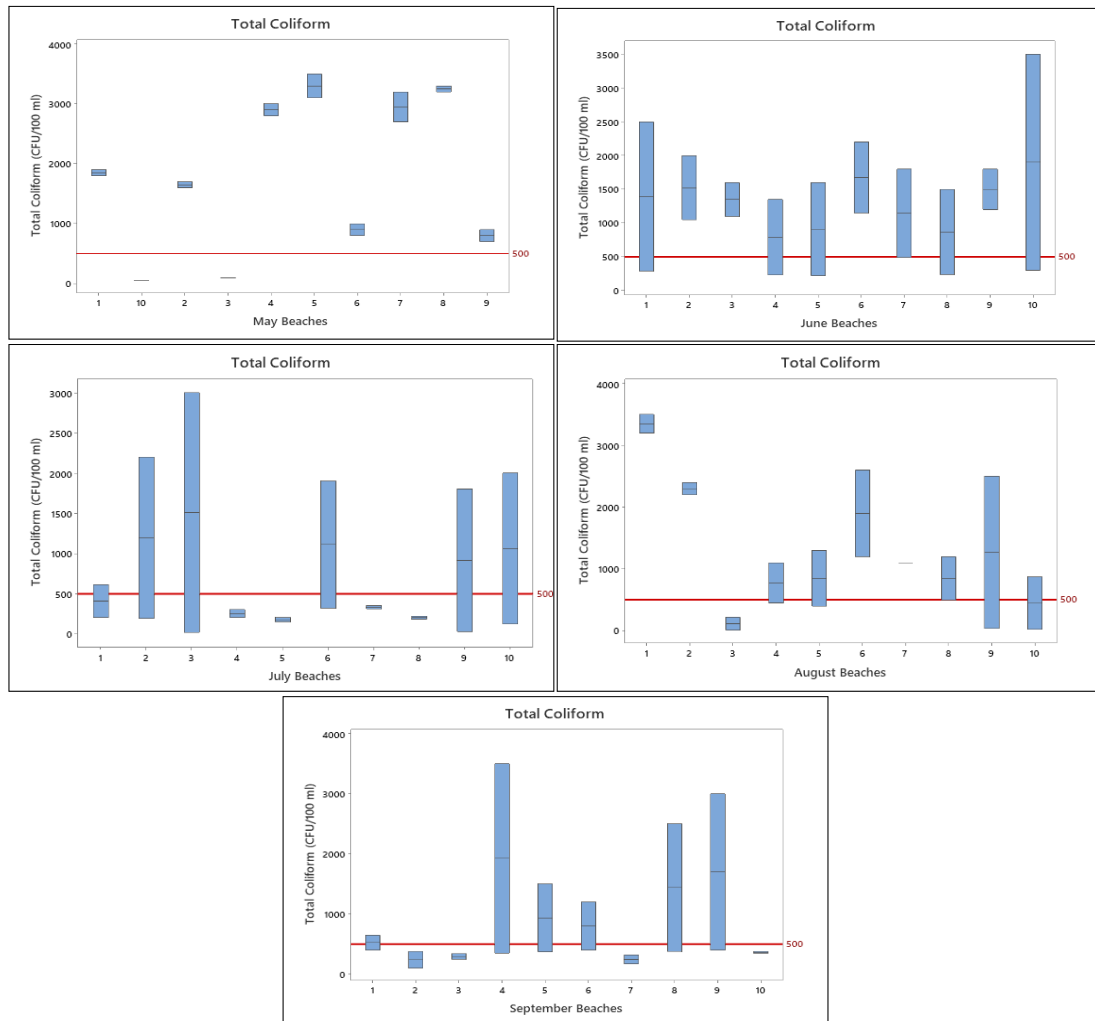 Total Coliform
Total Coliform (CFU/100 ml)
4000
3000
2000
1000
0
500
1 10 2 3 4 5 6 7 8 9
May Beaches
Total Coliform
Total Coliform (CFU/100 ml)
3500
3000
2500
2000
1500
1000
500
0
500
1 2 3 4 5 6 7 8 9 10
June Beaches
Total Coliform
Total Coliform (CFU/100 ml)
3000
2500
2000
1500
1000
500
0
500
1 2 3 4 5 6 7 8 9 10
July Beaches
Total Coliform
Total Coliform (CFU/100 ml)
4000
3000
2000
1000
0
500
1 2 3 4 5 6 7 8 9 10
August Beaches
Total Coliform
Total Coliform (CFU/100 ml)
4000
3000
2000
1000
0
500
1 2 3 4 5 6 7 8 9 10
September Beaches